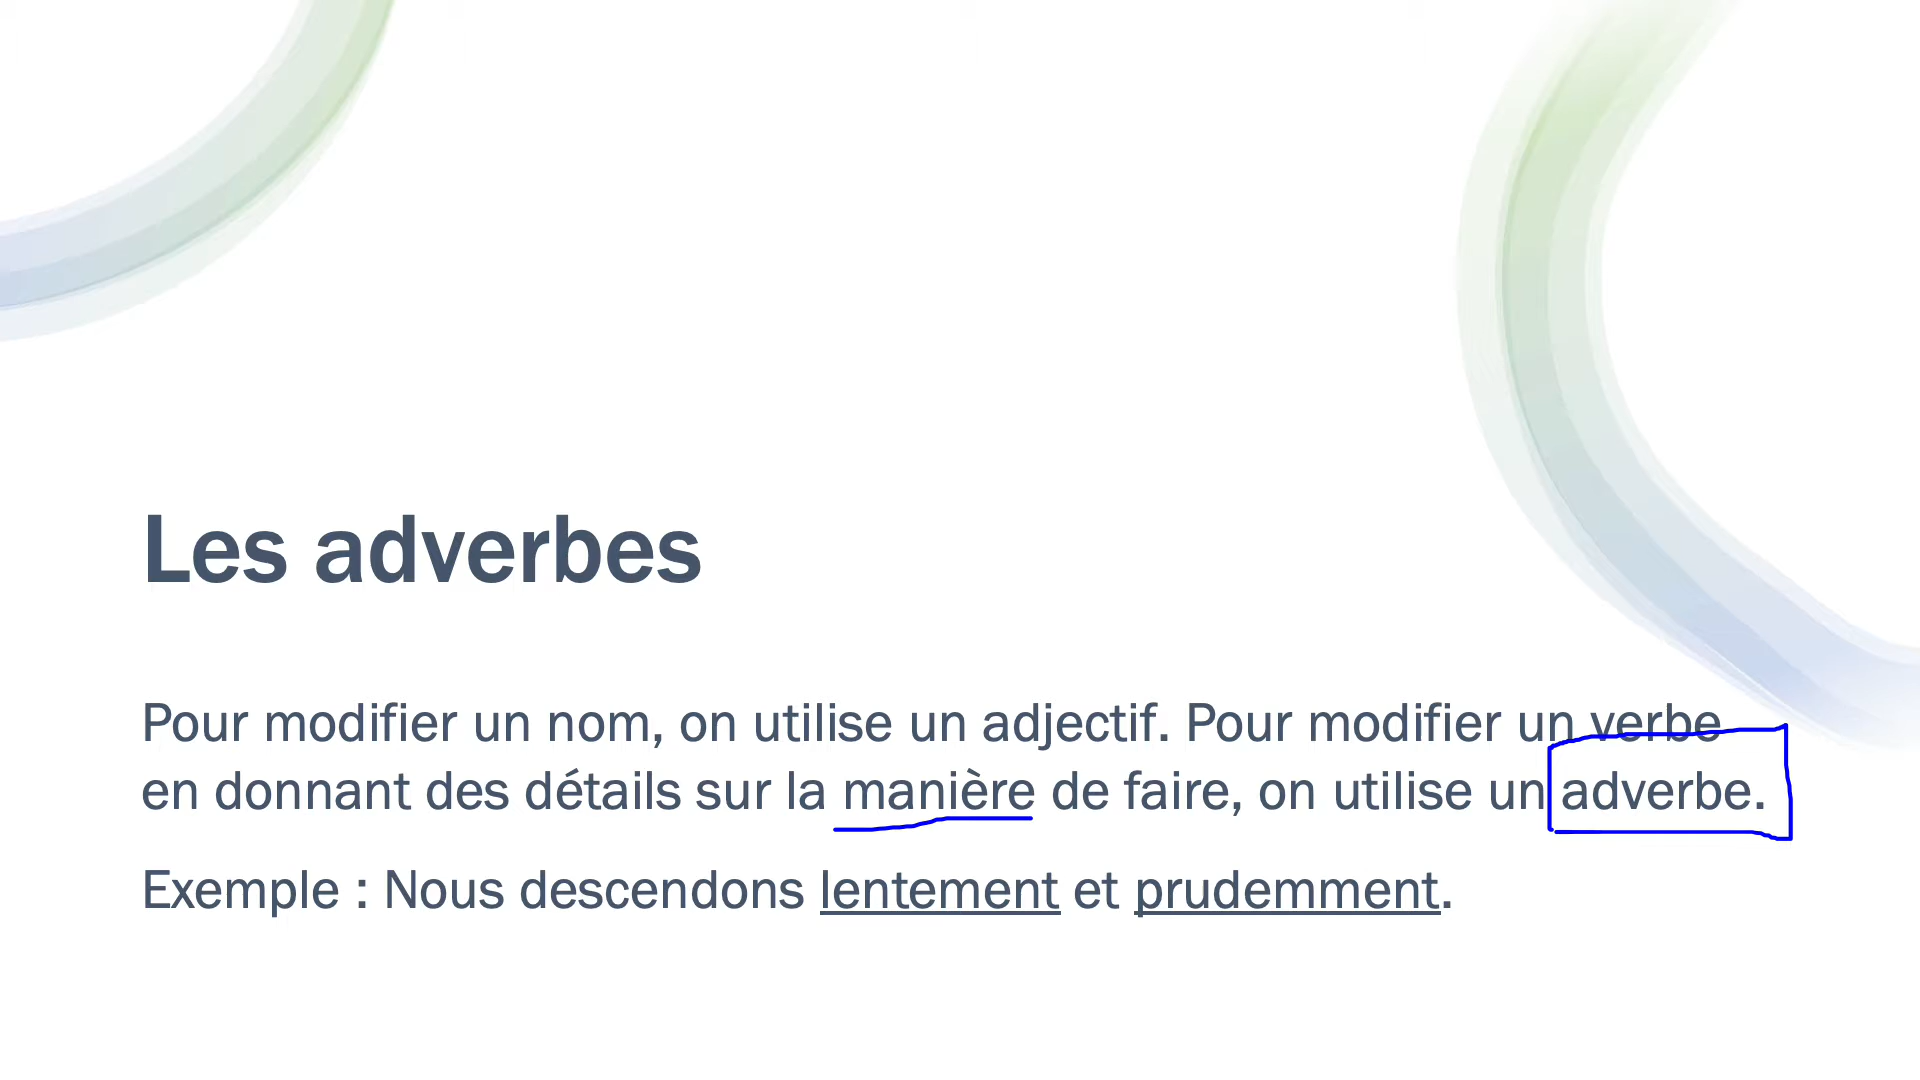 Les adverbes
Pour modifier un nom, on utilise un adjectif. Pour modifier un verbe
en donnant des détails sur la manière de faire, on utilise un adverbe.
Exemple : Nous descendons lentement et prudemment.